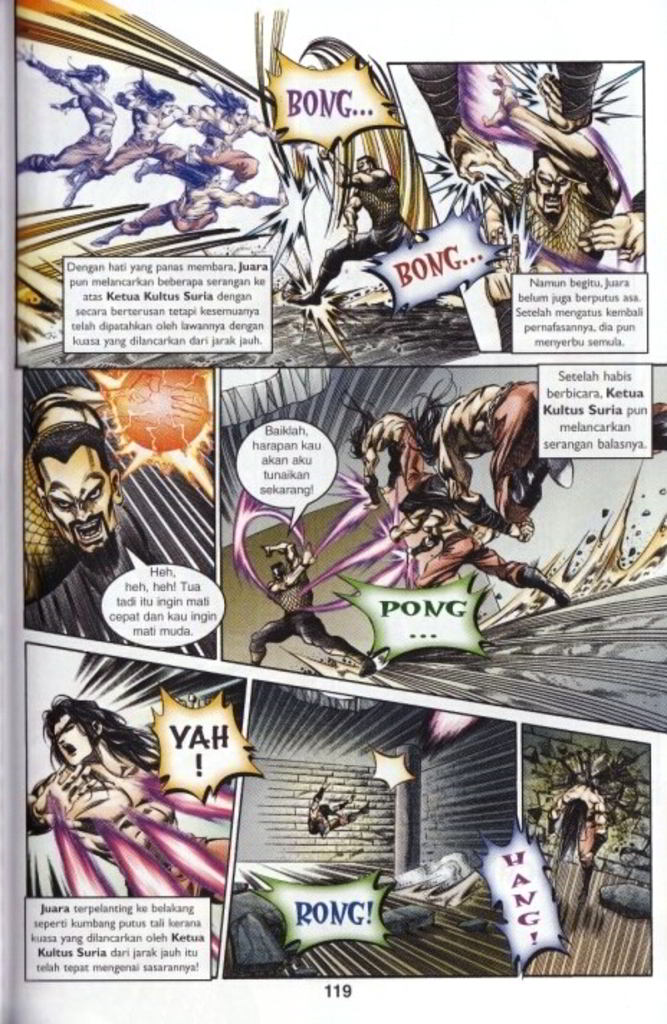 BONG...
BONG...
Dengan hati yang panas membara, Juara
pun melancarkan beberapa serangan ke
atas Ketua Kultus Suria dengan
secara berterusan tetapi kesemuanya
telah dipatahkan oleh lawannya dengan
kuasa yang dilancarkan dari jarak jauh.
Namun begitu, Juara
belum juga berputus asa.
Setelah mengatus kembali
pernafasannya, dia pun
menyerbu semula.
Heh,
heh, heh! Tua
tadi itu ingin mati
cepat dan kau ingin
mati muda.
Baiklah,
harapan kau
akan aku
tunaikan
sekarang!
Setelah habis
berbicara, Ketua
Kultus Suria pun
melancarkan
serangan balasnya.
PONG
...
YAH
!
Juara terpelanting ke belakang
seperti kumbang putus tali kerana
kuasa yang dilancarkan oleh Ketua
Kultus Suria dari jarak jauh itu
telah tepat mengenai sasarannya!
RONG!
HANG!
119